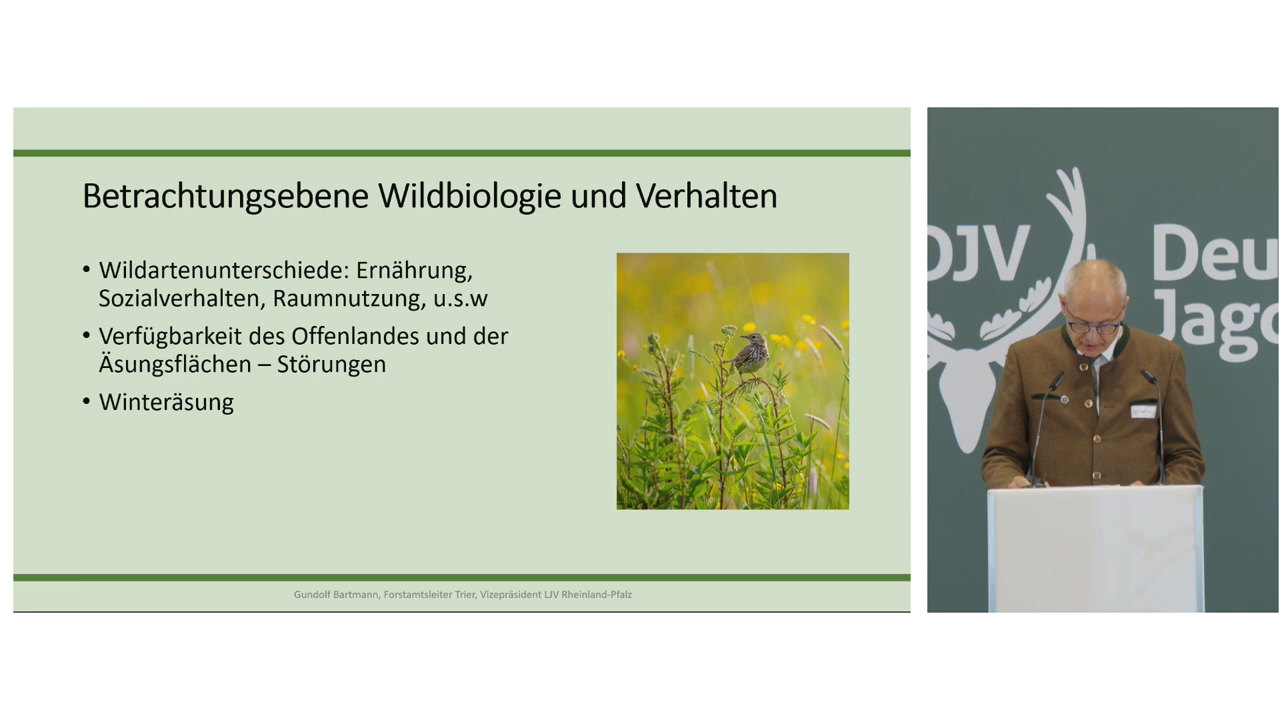 Betrachtungsebene Wildbiologie und Verhalten
• Wildartenunterschiede: Ernährung,
Sozialverhalten, Raumnutzung, u.s.w
• Verfügbarkeit des Offenlandes und der
Äsungsflächen – Störungen
• Winteräsung
Gundolf Bartmann, Forstamtsleiter Trier, Vizepräsident LJV Rheinland-Pfalz
DJV
Deu
Jagd